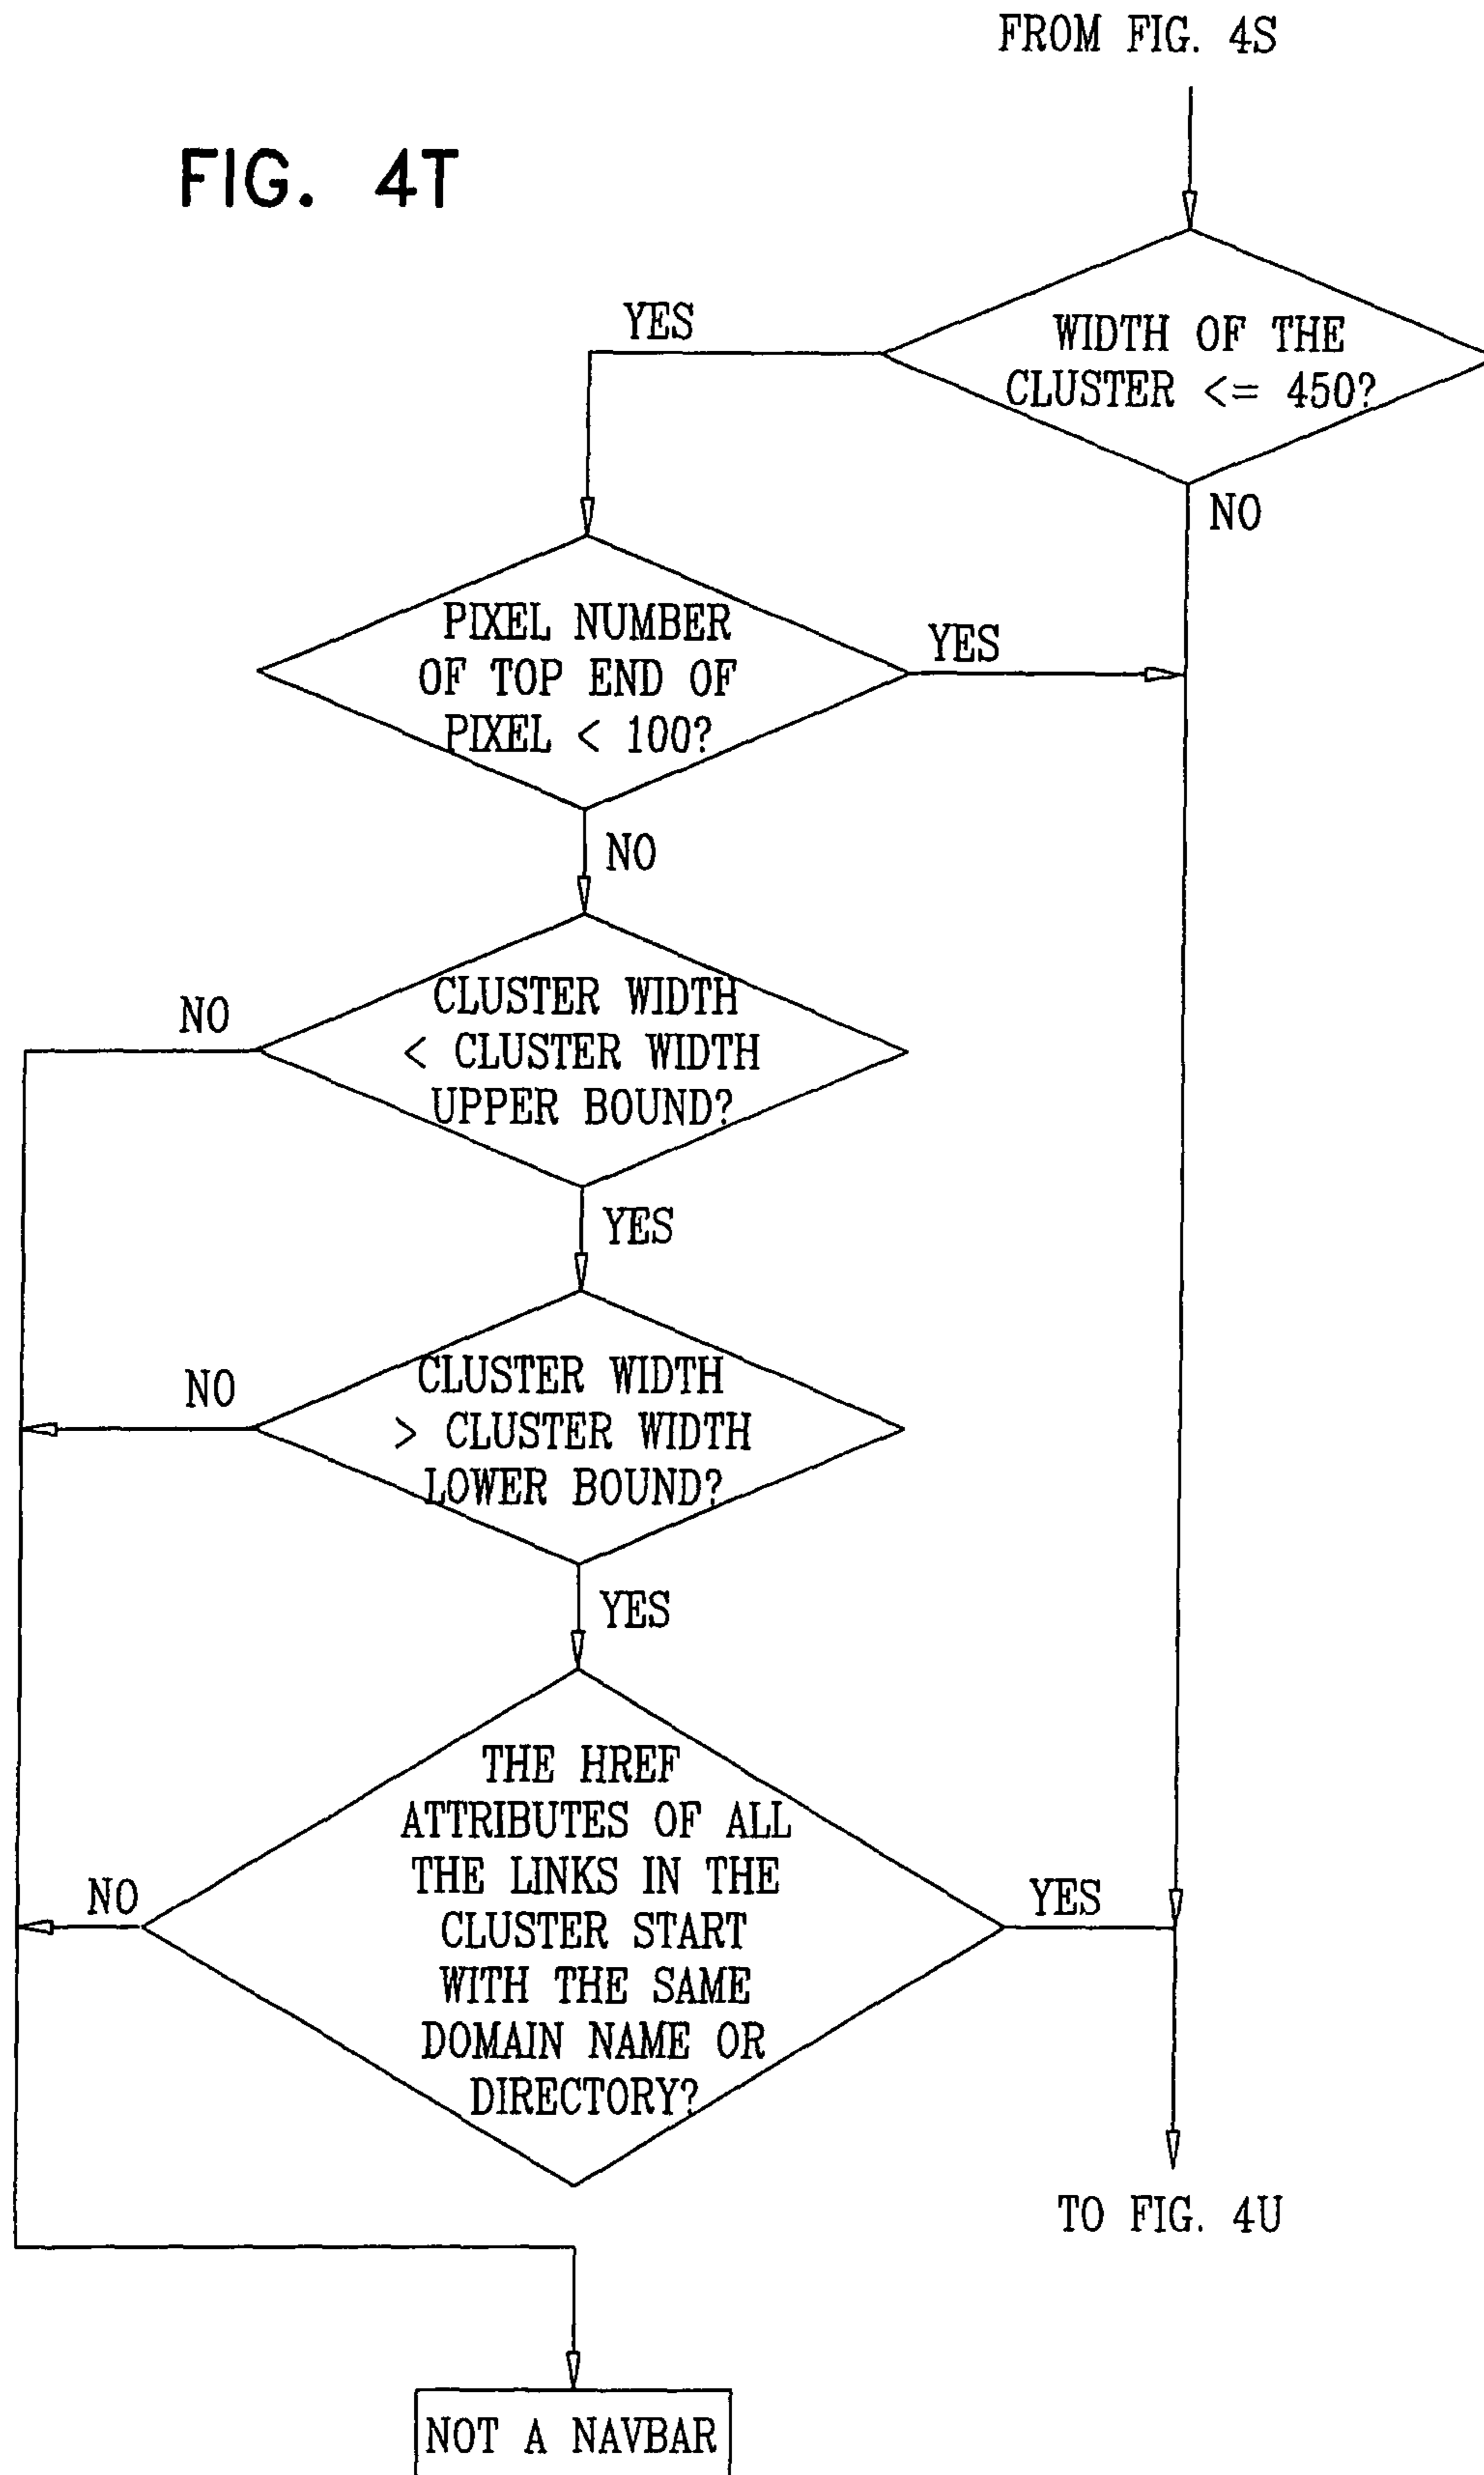 FROM FIG. 4S
FIG. 4T
WIDTH OF THE
CLUSTER <= 450?
YES
NO
PIXEL NUMBER
OF TOP END OF
PIXEL < 100?
YES
NO
CLUSTER WIDTH
< CLUSTER WIDTH
UPPER BOUND?
NO
YES
CLUSTER WIDTH
> CLUSTER WIDTH
LOWER BOUND?
NO
YES
THE HREF
ATTRIBUTES OF ALL
THE LINKS IN THE
CLUSTER START
WITH THE SAME
DOMAIN NAME OR
DIRECTORY?
NO
YES
TO FIG. 4U
NOT A NAVBAR